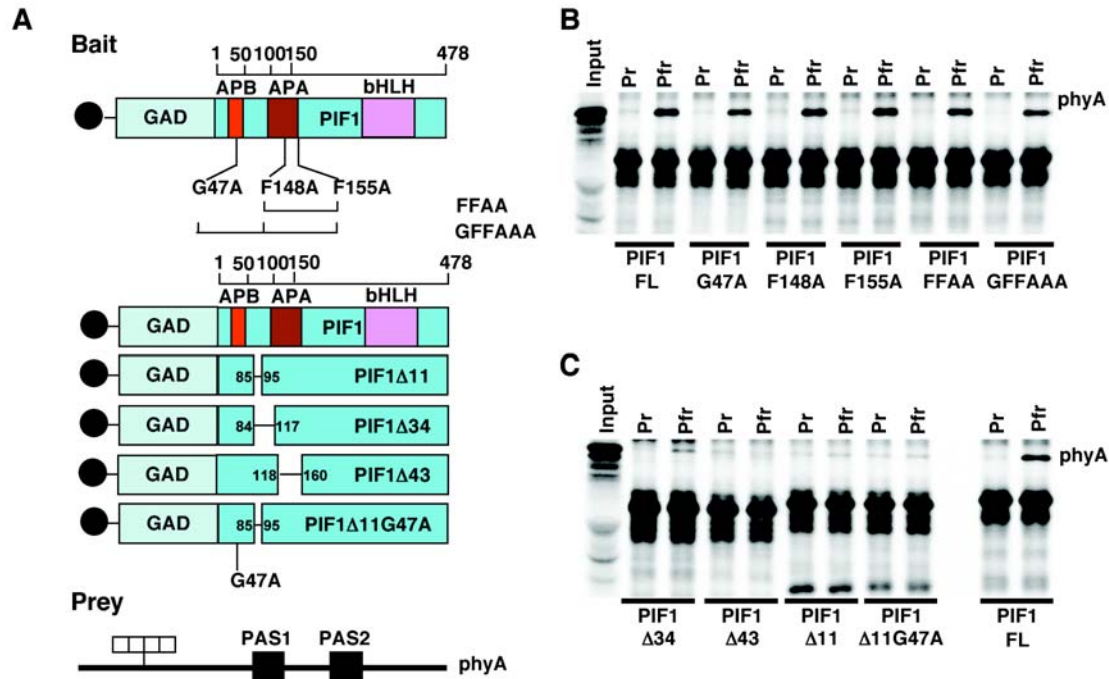 A
Bait
1 50 100 150 478
APB APA bHLH
GAD PIF1
G47A F148A F155A
FFAA
GFFAAA
1 50 100 150 478
APB APA bHLH
GAD PIF1
GAD 85 95 PIF1Δ11
GAD 84 117 PIF1Δ34
GAD 118 160 PIF1Δ43
GAD 85 95 PIF1Δ11G47A
G47A
Prey
PAS1 PAS2
phyA
B
Input Pr Pfr Pr Pfr Pr Pfr Pr Pfr Pr Pfr Pr Pfr
phyA
PIF1 PIF1 PIF1 PIF1 PIF1 PIF1
FL G47A F148A F155A FFAA GFFAAA
C
Input Pr Pfr Pr Pfr Pr Pfr Pr Pfr Pr Pfr
phyA
PIF1 PIF1 PIF1 PIF1 PIF1
Δ34 Δ43 Δ11 Δ11G47A FL